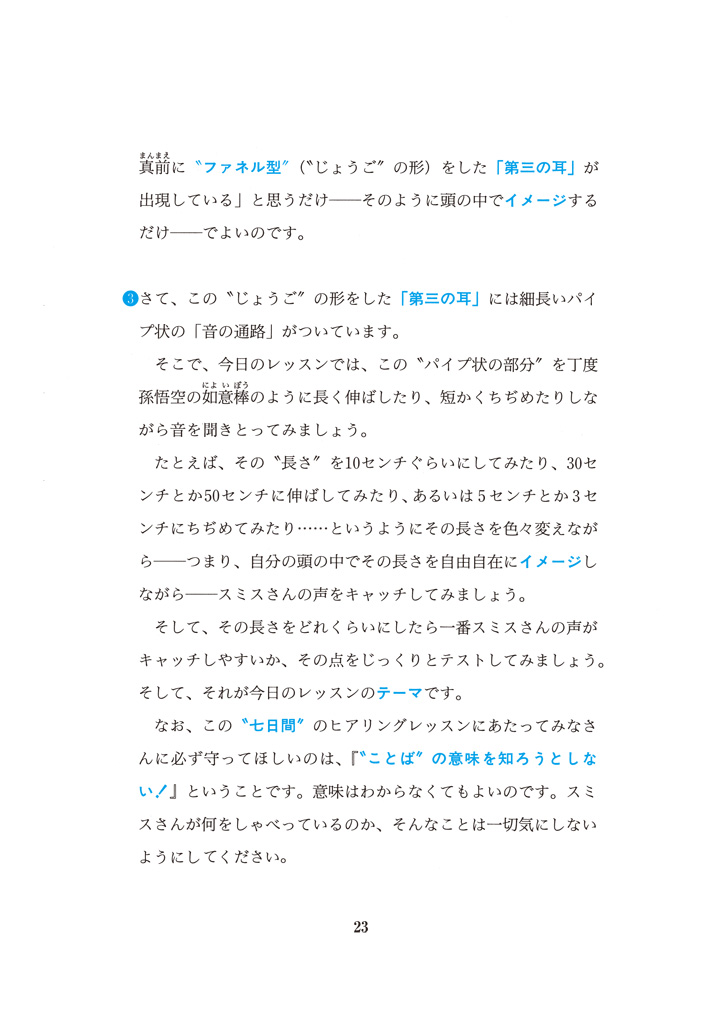 真前に〝ファネル型〞（〝じょうご〞の形）をした「第三の耳」が
出現している」と思うだけ──そのように頭の中でイメージする
だけ──でよいのです。
❸さて、この〝じょうご〞の形をした「第三の耳」には細長いパイ
プ状の「音の通路」がついています。
そこで、今日のレッスンでは、この〝パイプ状の部分〞を丁度
孫悟空の如意棒のように長く伸ばしたり、短かくちぢめたりしな
がら音を聞きとってみましょう。
たとえば、その〝長さ〞を10センチぐらいにしてみたり、30セ
ンチとか50センチに伸ばしてみたり、あるいは5センチとか3セ
ンチにちぢめてみたり……というようにその長さを色々変えなが
ら──つまり、自分の頭の中でその長さを自由自在にイメージし
ながら──スミスさんの声をキャッチしてみましょう。
そして、その長さをどれくらいにしたら一番スミスさんの声が
キャッチしやすいか、その点をじっくりとテストしてみましょう。
そして、それが今日のレッスンのテーマです。
なお、この〝七日間〞のヒアリングレッスンにあたってみなさ
んに必ず守ってほしいのは、『〝ことば〞の意味を知ろうとしな
い！』ということです。意味はわからなくてもよいのです。スミ
スさんが何をしゃべっているのか、そんなことは一切気にしない
ようにしてください。
23